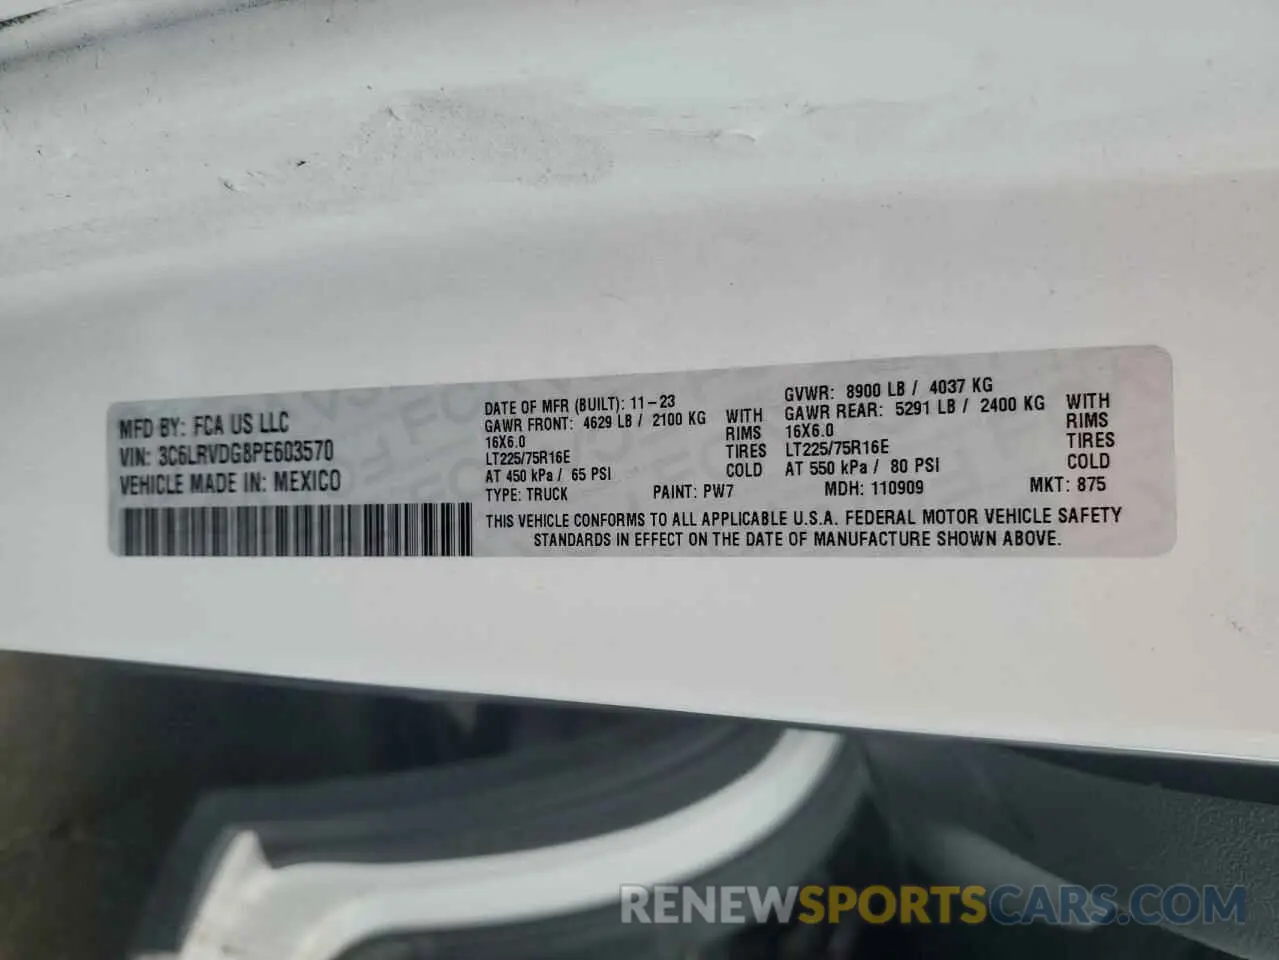 MFD BY: FCA US LLC
VIN: 3C6LRVDG8PE603570
VEHICLE MADE IN: MEXICO
DATE OF MFR (BUILT): 11-23
GAWR FRONT: 4629 LB / 2100 KG WITH
16X6.0 RIMS
LT225/75R16E TIRES
AT 450 kPa / 65 PSI COLD
GVWR: 8900 LB / 4037 KG
GAWR REAR: 5291 LB / 2400 KG WITH
16X6.0 RIMS
LT225/75R16E TIRES
AT 550 kPa / 80 PSI COLD
TYPE: TRUCK PAINT: PW7 MDH: 110909 MKT: 875
THIS VEHICLE CONFORMS TO ALL APPLICABLE U.S.A. FEDERAL MOTOR VEHICLE SAFETY
STANDARDS IN EFFECT ON THE DATE OF MANUFACTURE SHOWN ABOVE.
RENEWSPORTSCARS.COM